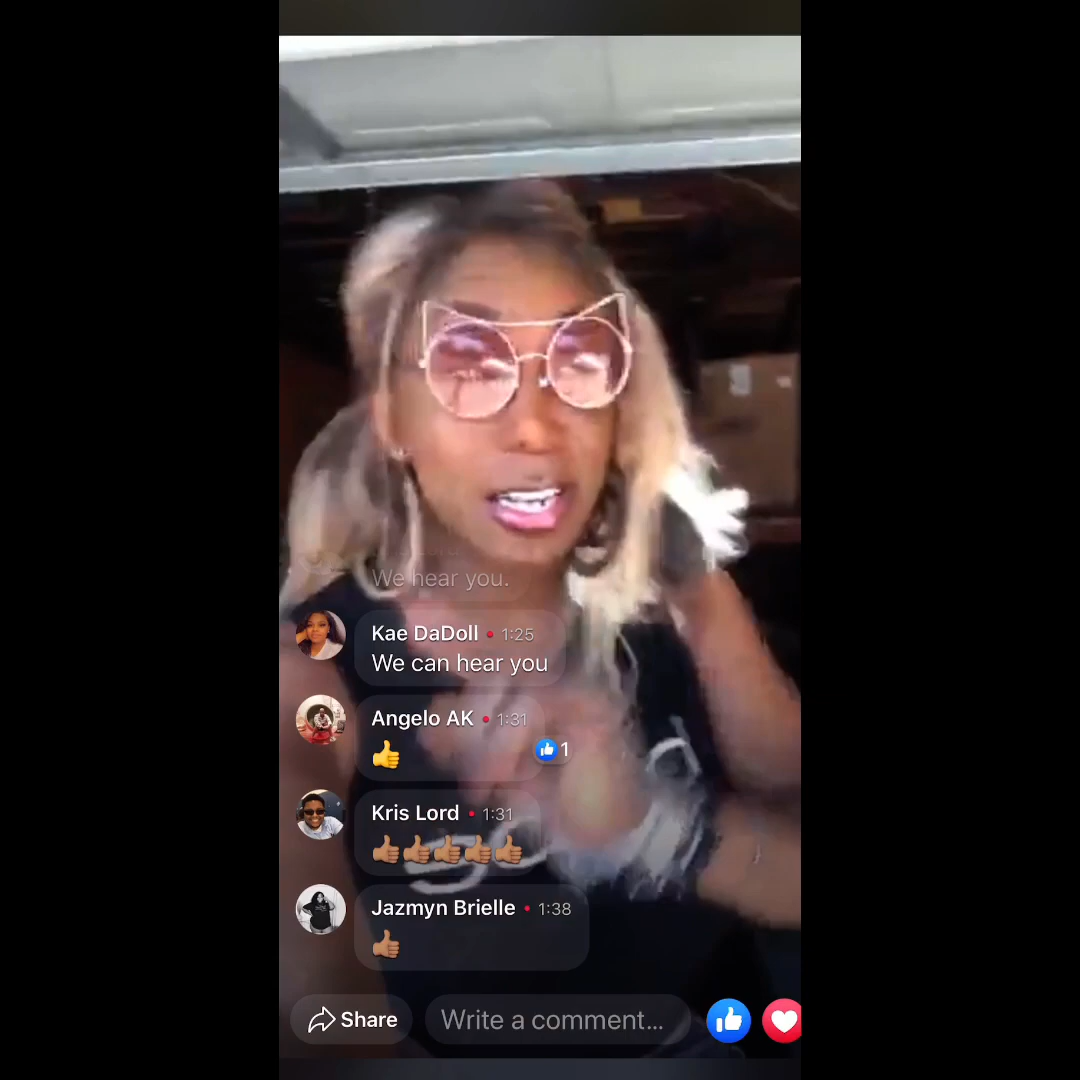 We hear you.
Kae DaDoll • 1:25
We can hear you
Angelo AK • 1:31
👍
1
Kris Lord • 1:31
👍🏽👍🏽👍🏽👍🏽👍🏽
Jazmyn Brielle • 1:38
👍🏽
Share
Write a comment...